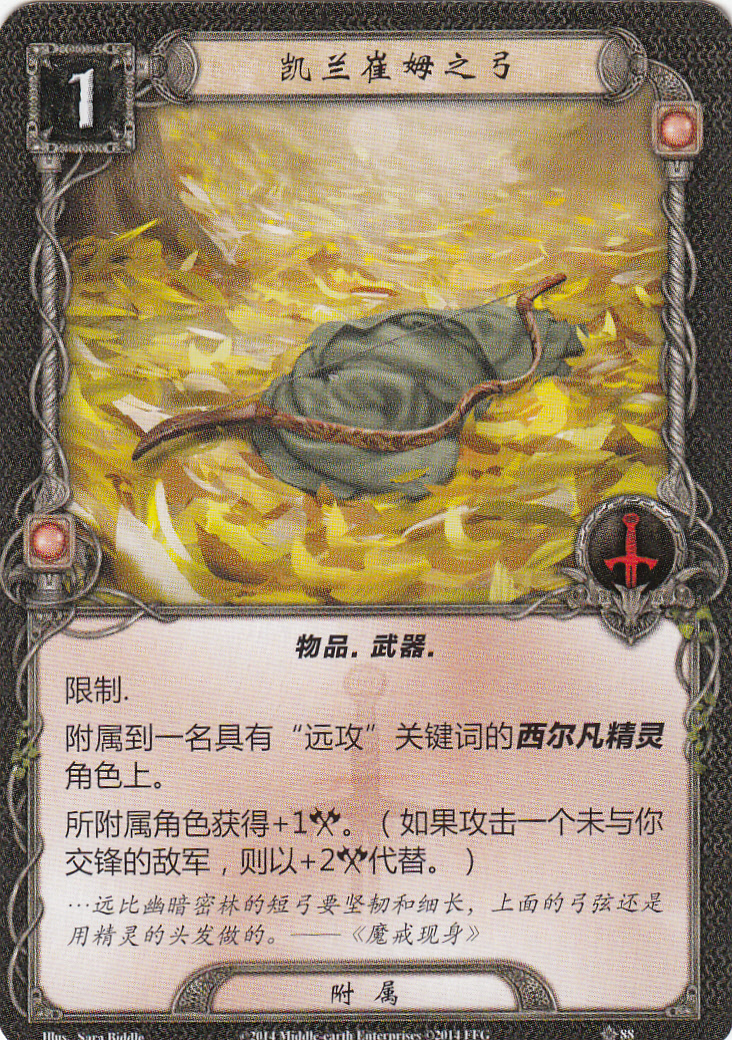 凯兰崔姆之弓
1
物品. 武器.
限制.
附属到一名具有“远攻”关键词的西尔凡精灵
角色上。
所附属角色获得+1。（如果攻击一个未与你
交锋的敌军，则以+2代替。）
…远比幽暗密林的短弓要坚韧和细长，上面的弓弦还是
用精灵的头发做的。——《魔戒现身》
附 属
Illus. Sara Biddle ©2014 Middle-earth Enterprises ©2014 FFG 88